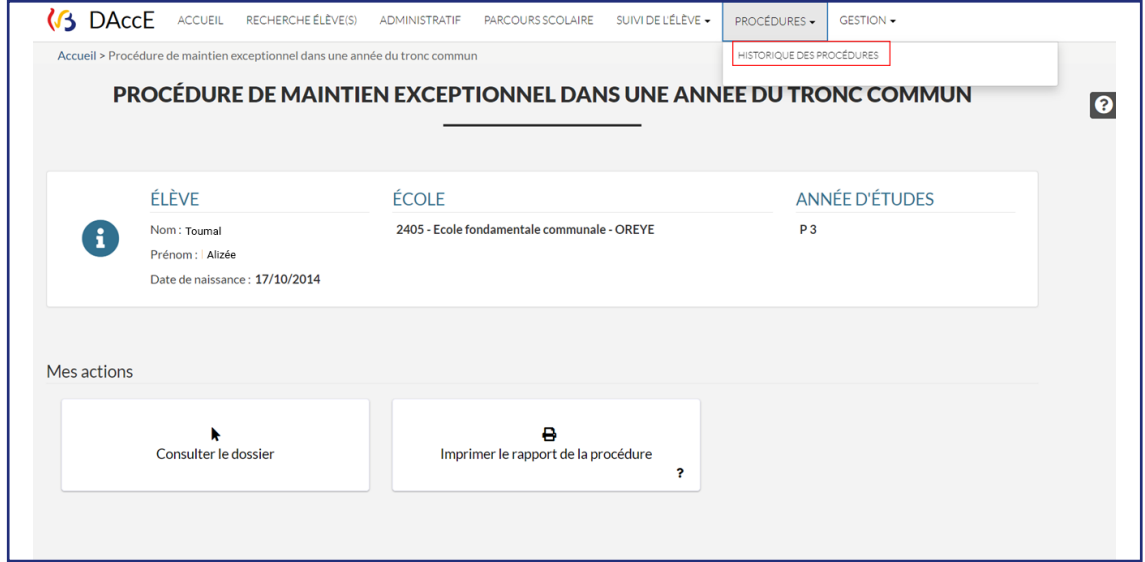 DAccE ACCUEIL RECHERCHE ÉLÈVE(S) ADMINISTRATIF PARCOURS SCOLAIRE SUIVI DE L'ÉLÈVE PROCÉDURES GESTION
HISTORIQUE DES PROCÉDURES
Accueil > Procédure de maintien exceptionnel dans une année du tronc commun
PROCÉDURE DE MAINTIEN EXCEPTIONNEL DANS UNE ANNÉE DU TRONC COMMUN
?
ÉLÈVE ÉCOLE ANNÉE D'ÉTUDES
Nom : Toumal 2405 - Ecole fondamentale communale - OREYE P 3
Prénom : Alizée
Date de naissance : 17/10/2014
Mes actions
Consulter le dossier Imprimer le rapport de la procédure
?